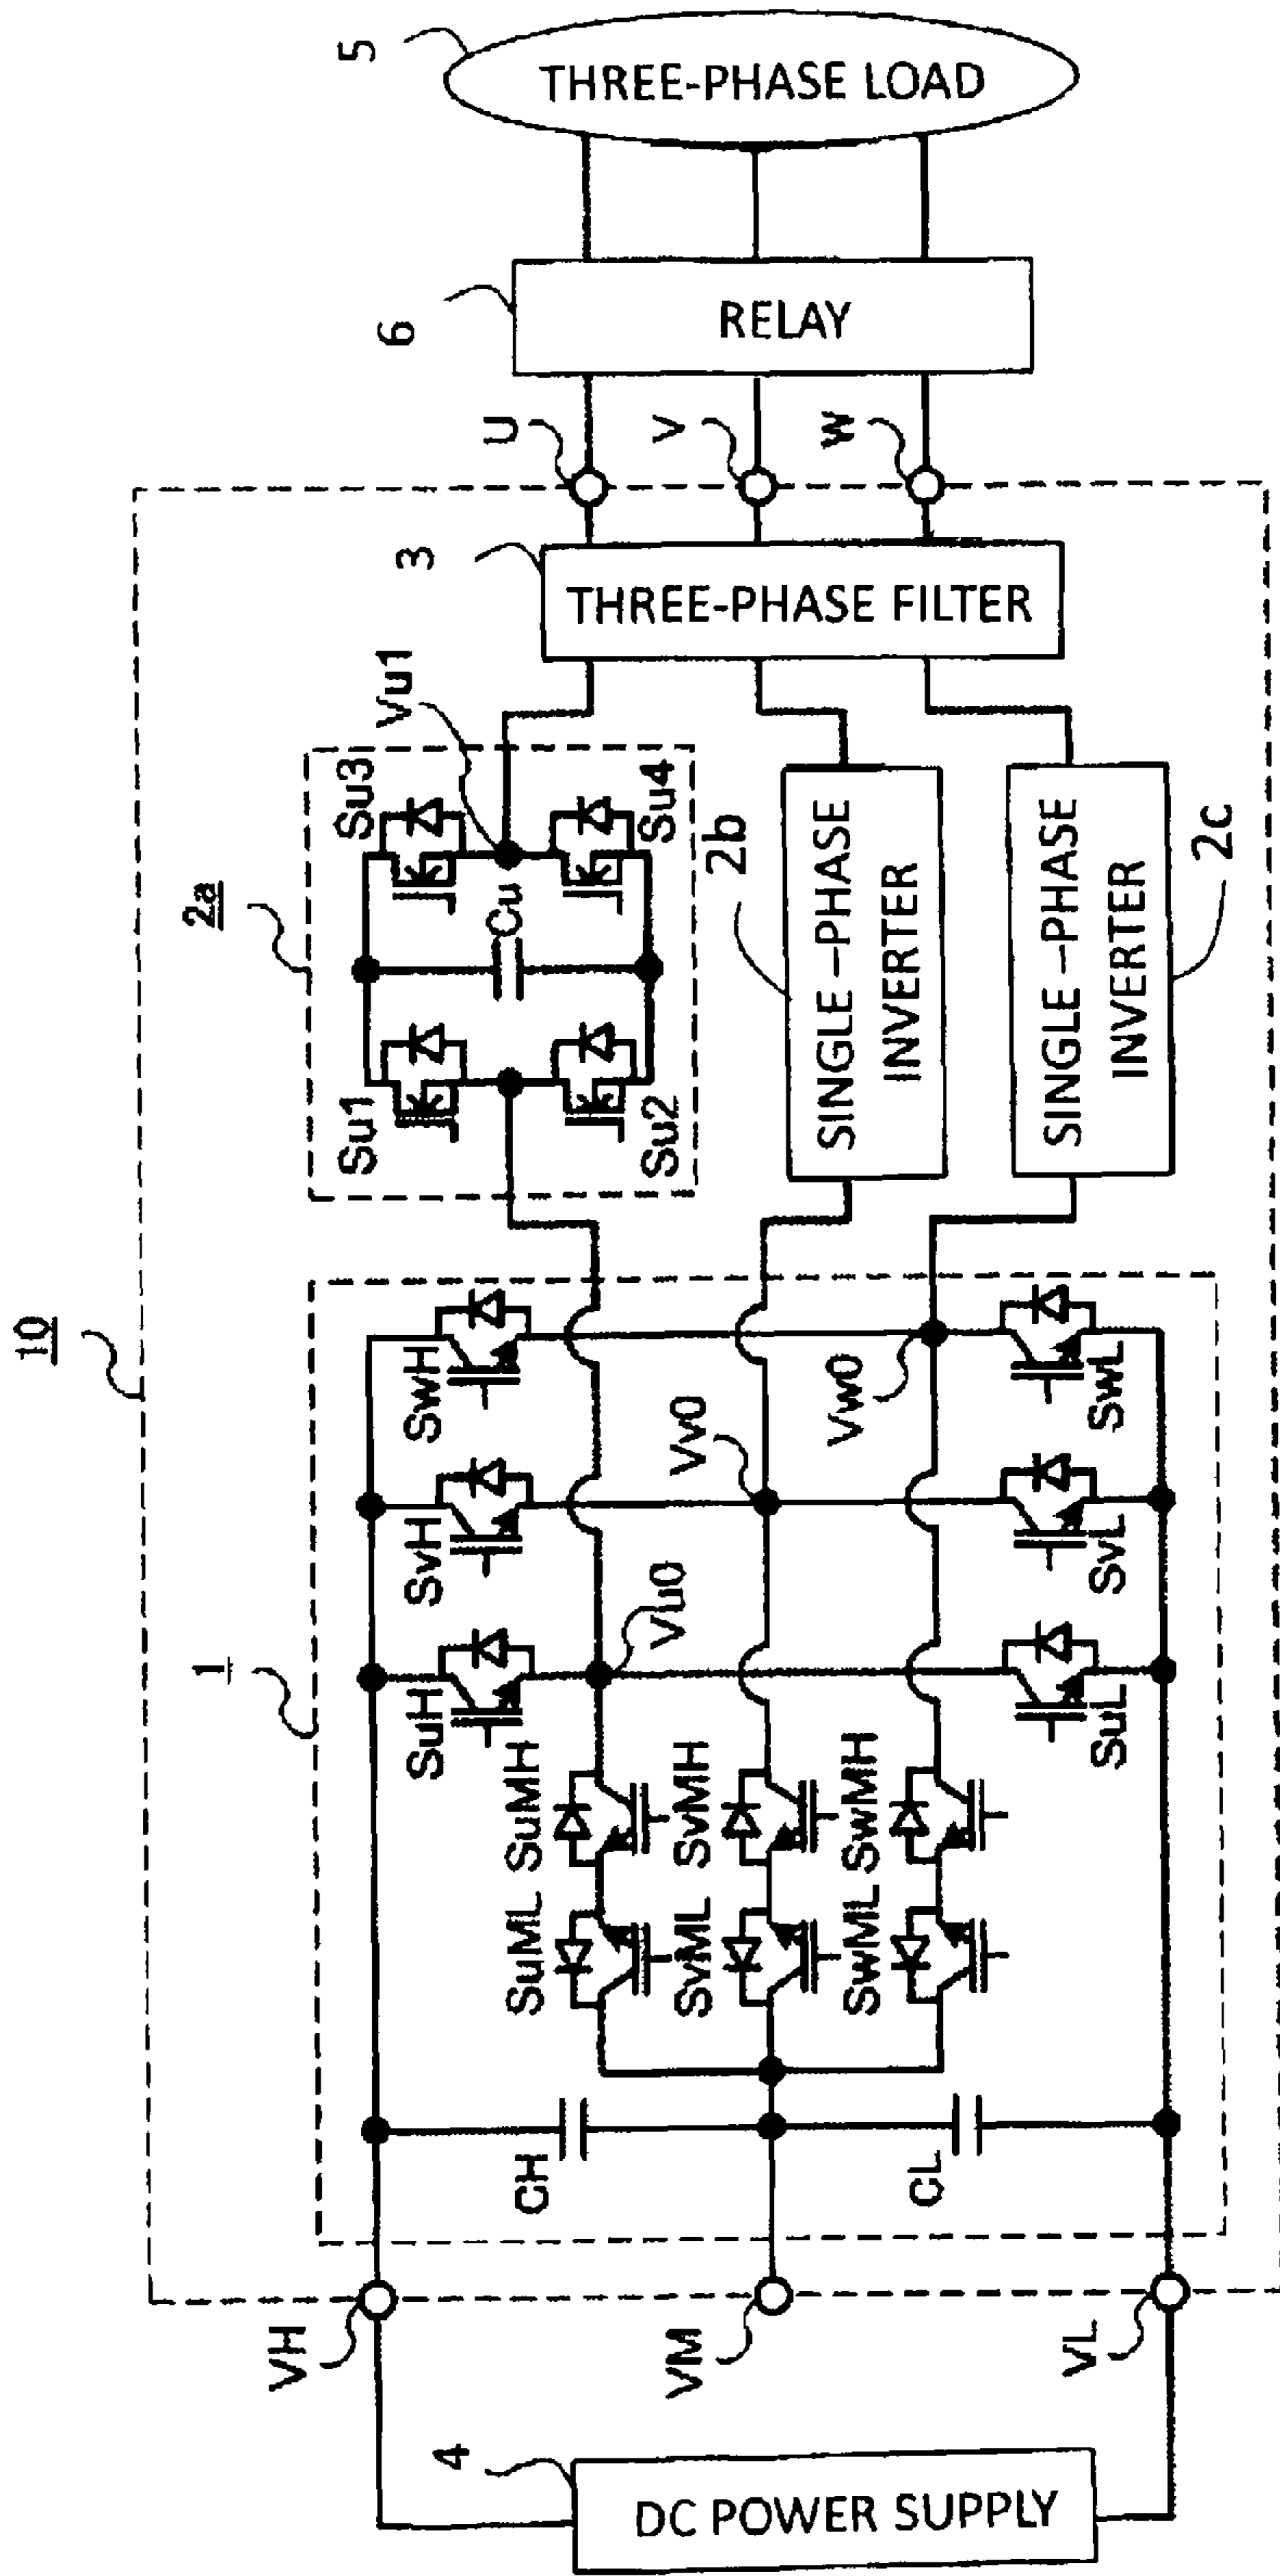 10
1
2a
4
DC POWER SUPPLY
VH
VM
VL
CH
CL
SuH
SvH
SwH
SuML
SuMH
SvML
SvMH
SwML
SwMH
Vu0
Vv0
Vw0
SuL
SvL
SwL
Su1
Su2
Cu
Su3
Su4
Vu1
2b
SINGLE –PHASE
INVERTER
2c
SINGLE –PHASE
INVERTER
3
THREE-PHASE FILTER
U
V
W
6
RELAY
5
THREE-PHASE LOAD